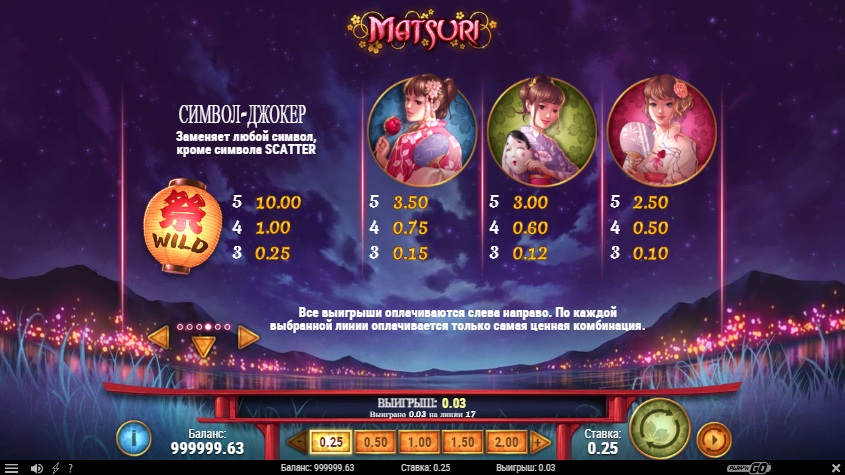 MATSURI
СИМВОЛ-ДЖОКЕР
Заменяет любой символ,
кроме символа SCATTER
祭
WILD
5 10.00
4 1.00
3 0.25
5 3.50
4 0.75
3 0.15
5 3.00
4 0.60
3 0.12
5 2.50
4 0.50
3 0.10
Все выигрыши оплачиваются слева направо. По каждой
выбранной линии оплачивается только самая ценная комбинация.
ВЫИГРЫШ: 0.03
Выиграно 0.03 на линии 17
Баланс:
999999.63
- 0,25 0.50 1.00 1.50 2.00 +
Ставка:
0.25
? Баланс: 999999.63 Ставка: 0.25 Выигрыш: 0.03 PLAY'N GO